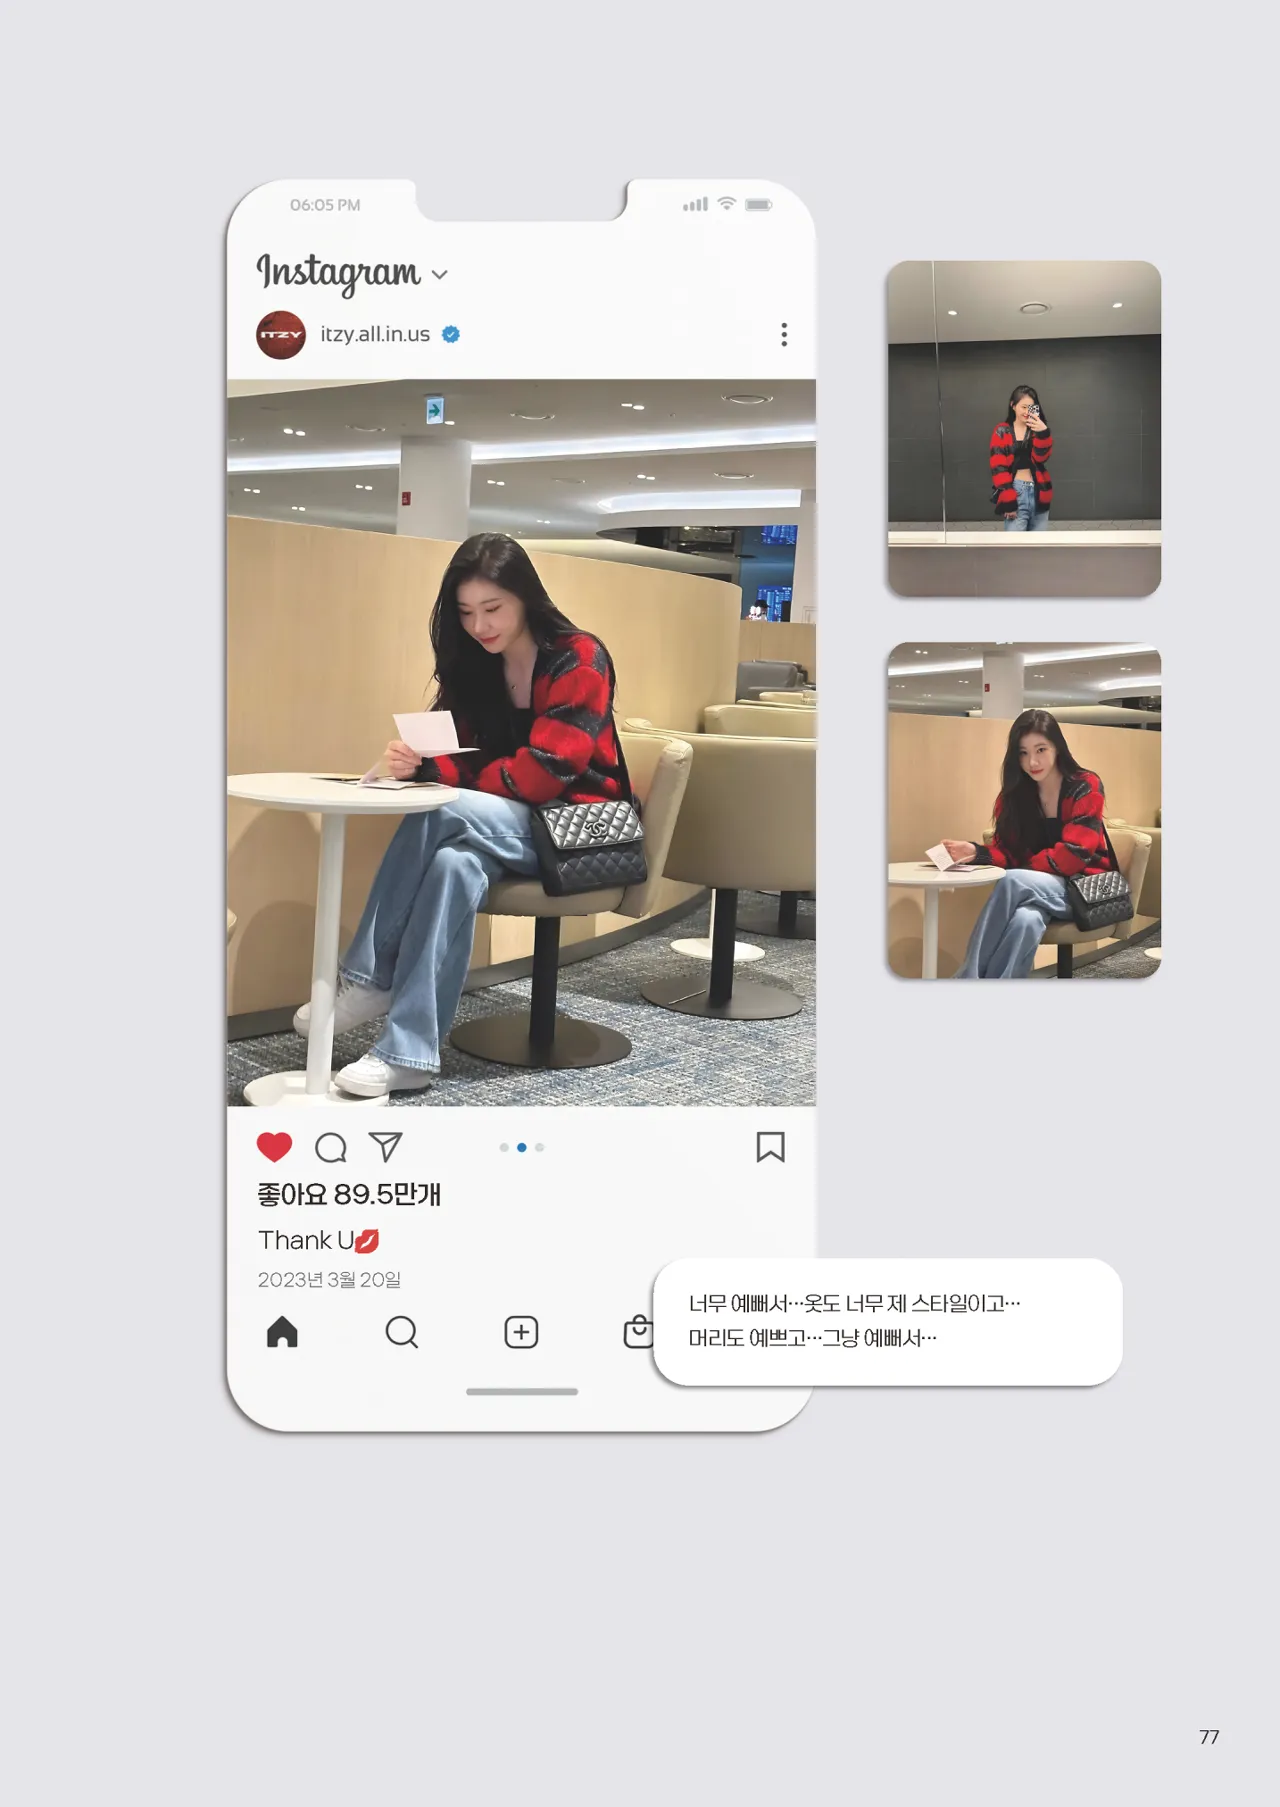 06:05 PM
Instagram
ITZY
itzy.all.in.us
좋아요 89.5만개
Thank U
2023년 3월 20일
너무 예뻐서…옷도 너무 제 스타일이고…
머리도 예쁘고…그냥 예뻐서…
77